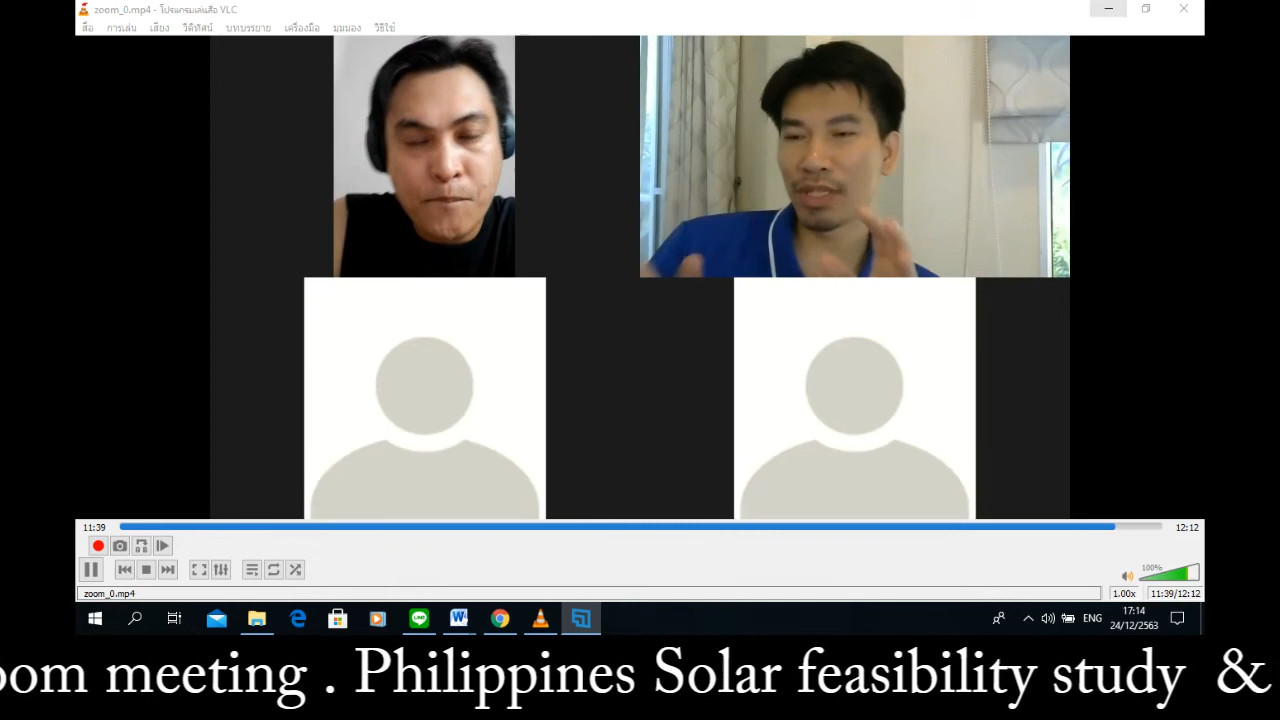 zoom_0.mp4 - โปรแกรมเล่นสื่อ VLC
สื่อ การเล่น เสียง วีดิทัศน์ บทบรรยาย เครื่องมือ มุมมอง วิธีใช้
11:39 12:12
100%
zoom_0.mp4 1.00x 11:39/12:12
ENG 17:14
24/12/2563
oom meeting . Philippines Solar feasibility study &